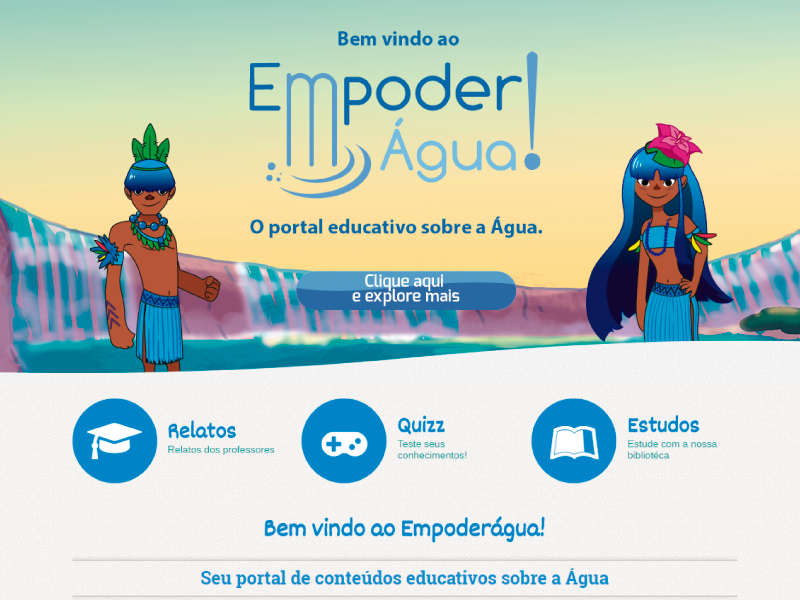 Bem vindo ao
Empoder
Água!
O portal educativo sobre a Água.
Clique aqui
e explore mais
Relatos
Relatos dos professores
Quizz
Teste seus
conhecimentos!
Estudos
Estude com a nossa
bibliotéca
Bem vindo ao Empoderágua!
Seu portal de conteúdos educativos sobre a Água